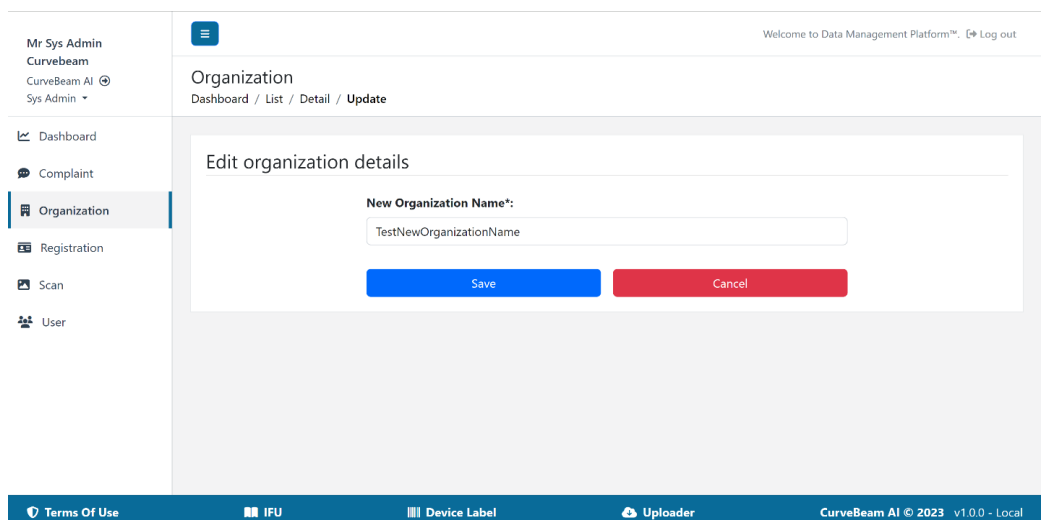 Mr Sys Admin
Curvebeam
CurveBeam AI
Sys Admin
Welcome to Data Management Platform™. Log out
Organization
Dashboard / List / Detail / Update
Dashboard
Complaint
Organization
Registration
Scan
User
Edit organization details
New Organization Name*:
TestNewOrganizationName
Save Cancel
Terms Of Use IFU Device Label Uploader CurveBeam AI © 2023 v1.0.0 - Local